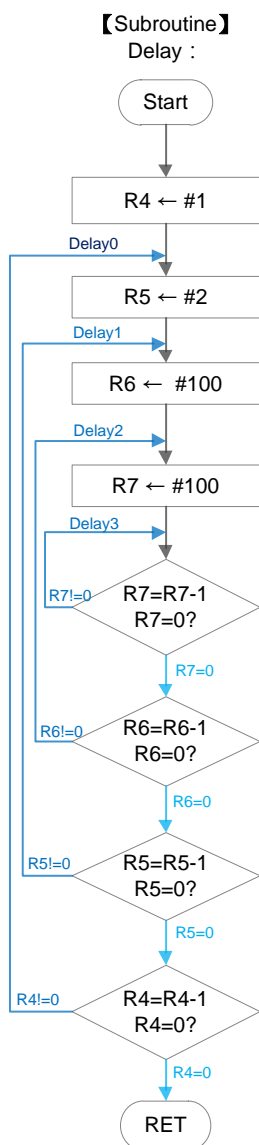 【Subroutine】
Delay :
Start
R4 ← #1
Delay0
R5 ← #2
Delay1
R6 ← #100
Delay2
R7 ← #100
Delay3
R7=R7-1
R7=0?
R7!=0
R7=0
R6=R6-1
R6=0?
R6!=0
R6=0
R5=R5-1
R5=0?
R5!=0
R5=0
R4=R4-1
R4=0?
R4!=0
R4=0
RET